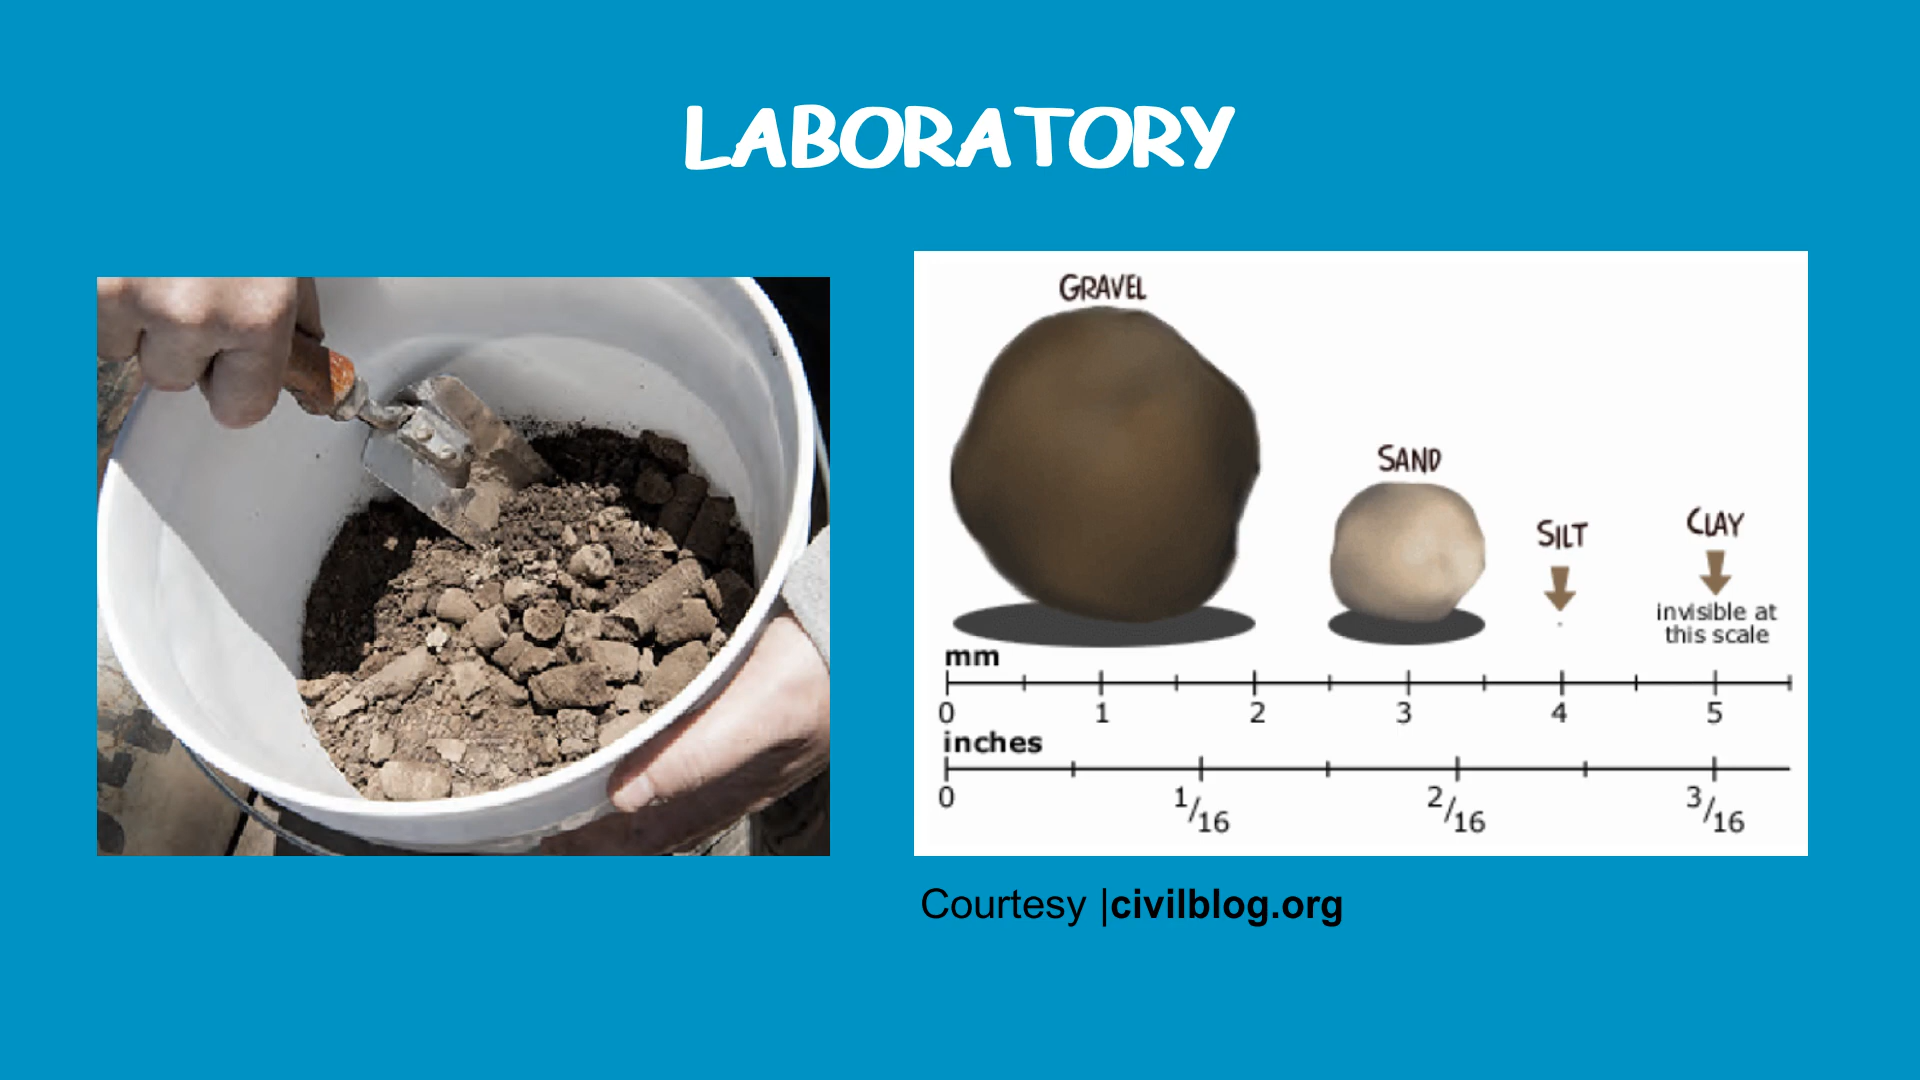 LABORATORY
GRAVEL
SAND
SILT
CLAY
invisible at
this scale
mm
0 1 2 3 4 5
inches
0 1/16 2/16 3/16
Courtesy |civilblog.org